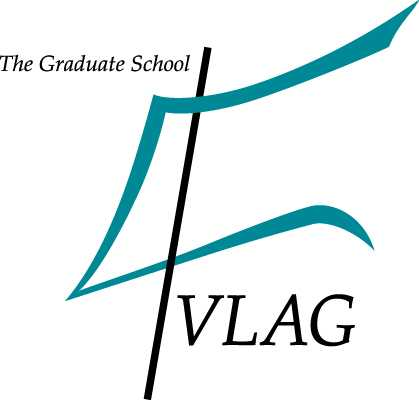 The Graduate School
VLAG